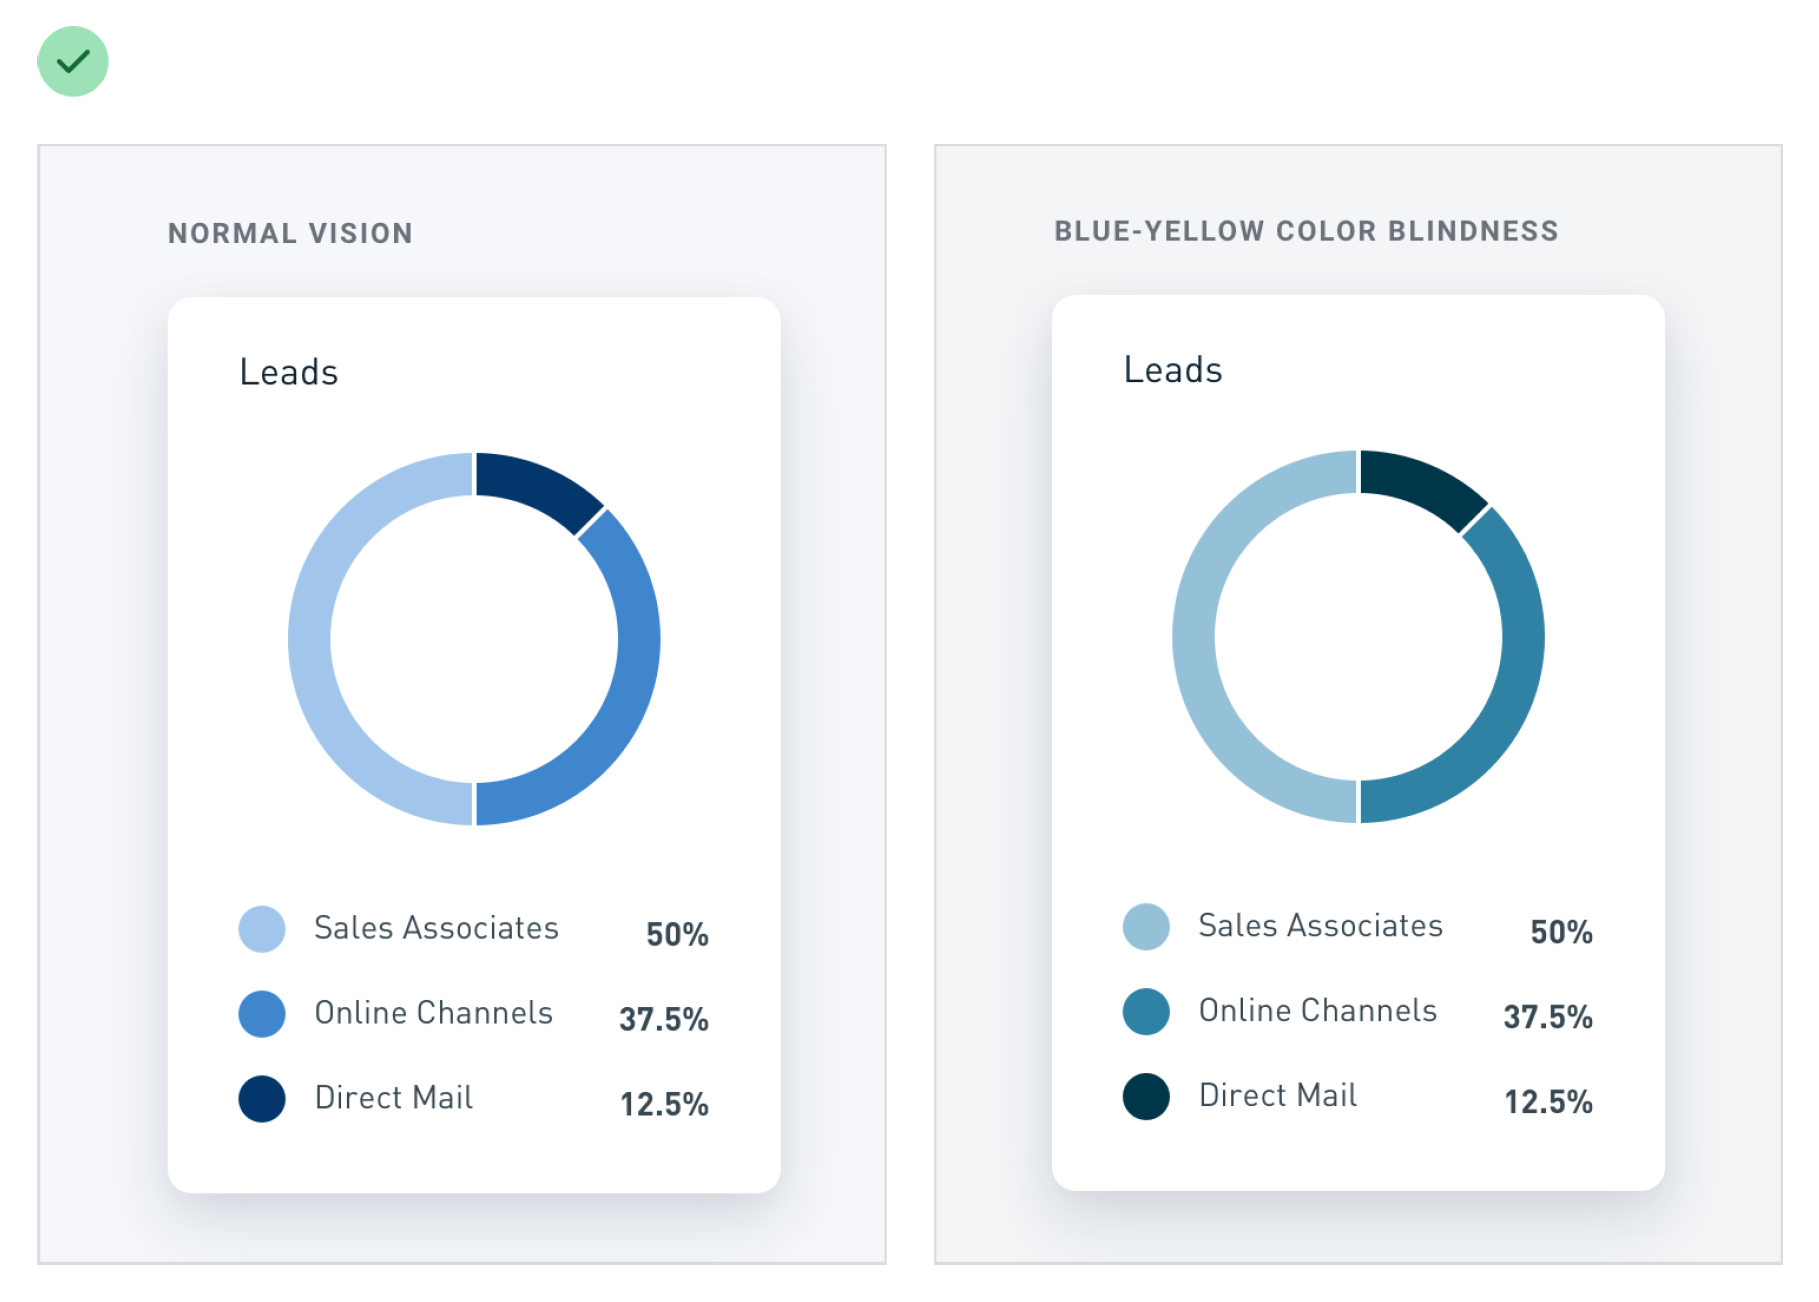 NORMAL VISION
Leads
Sales Associates 50%
Online Channels 37.5%
Direct Mail 12.5%
BLUE-YELLOW COLOR BLINDNESS
Leads
Sales Associates 50%
Online Channels 37.5%
Direct Mail 12.5%